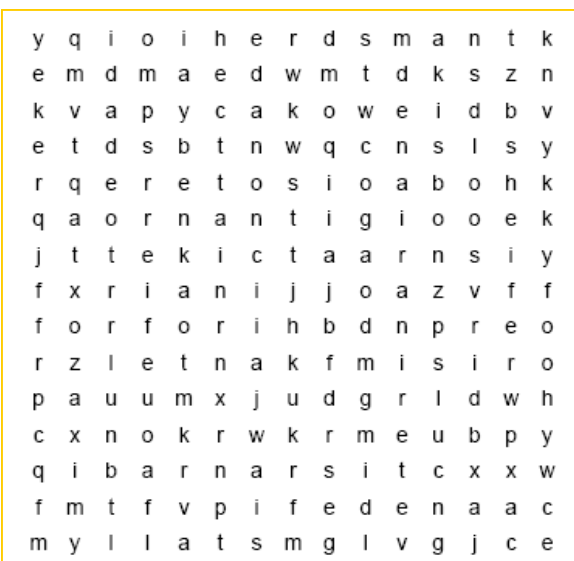 y q i o i h e r d s m a n t k
e m d m a e d w m t d k s z n
k v a p y c a k o w e i d b v
e t d s b t n w q c n s l s y
r q e r e t o s i o a b o h k
q a o r n a n t i g i o o e k
j t t e k i c t a a r n s i y
f x r i a n i j j o a z v f f
f o r f o r i h b d n p r e o
r z l e t n a k f m i s i r o
p a u u m x j u d g r l d w h
c x n o k r w k r m e u b p y
q i b a r n a r s i t c x x w
f m t f v p i f e d e n a a c
m y l l a t s m g l v g j c e